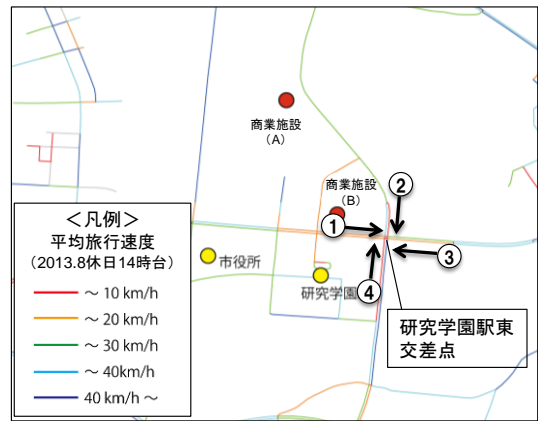 商業施設
(A)
商業施設
(B)
①
②
③
④
市役所
研究学園
研究学園駅東
交差点
＜凡例＞
平均旅行速度
(2013.8休日14時台)
～ 10 km/h
～ 20 km/h
～ 30 km/h
～ 40km/h
40 km/h ～